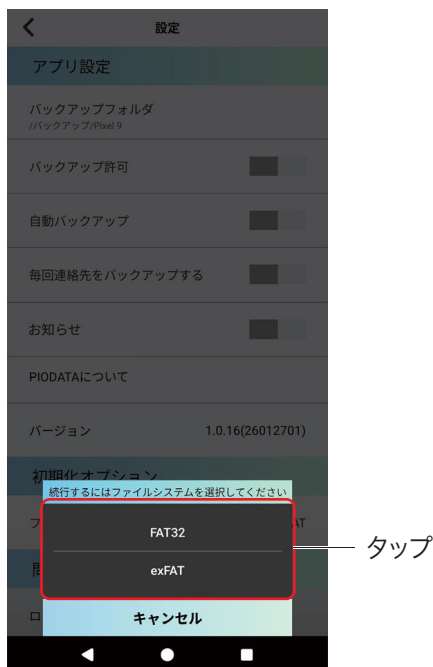 設定
アプリ設定
バックアップフォルダ
/バックアップ/Pixel 9
バックアップ許可
自動バックアップ
毎回連絡先をバックアップする
お知らせ
PIODATAについて
バージョン 1.0.16(26012701)
初期化オプション
続行するにはファイルシステムを選択してください
フ AT
FAT32
タップ
exFAT
ロ
キャンセル